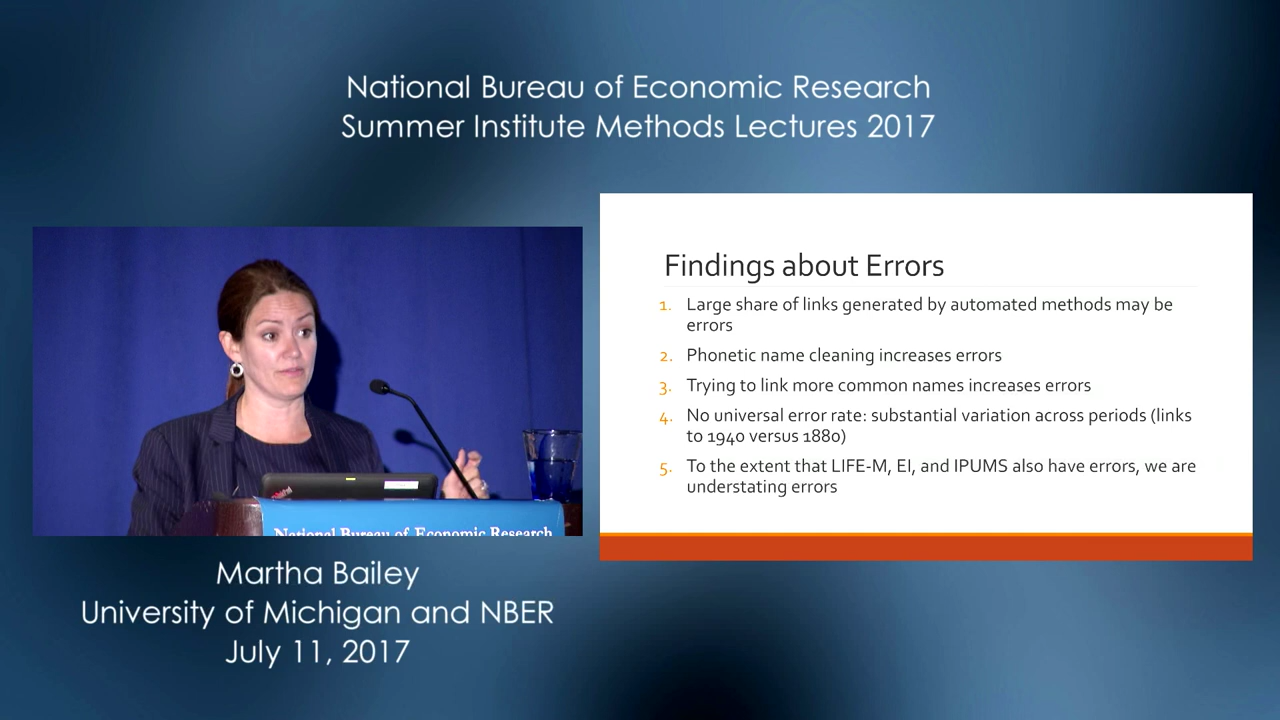 National Bureau of Economic Research
Summer Institute Methods Lectures 2017
Findings about Errors
1. Large share of links generated by automated methods may be
errors
2. Phonetic name cleaning increases errors
3. Trying to link more common names increases errors
4. No universal error rate: substantial variation across periods (links
to 1940 versus 1880)
5. To the extent that LIFE-M, EI, and IPUMS also have errors, we are
understating errors
National Bureau of Economic Research
Martha Bailey
University of Michigan and NBER
July 11, 2017